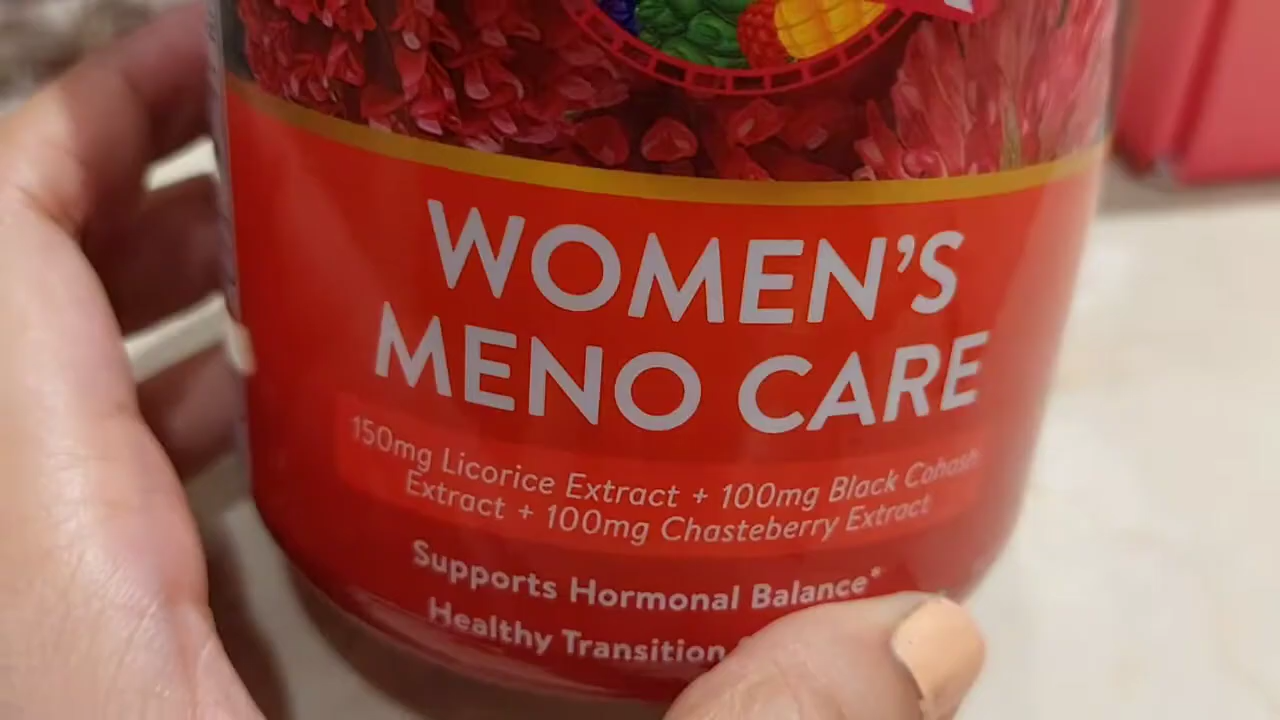 WOMEN'S
MENO CARE
150mg Licorice Extract + 100mg Black Cohosh
Extract + 100mg Chasteberry Extract
Supports Hormonal Balance*
Healthy Transition